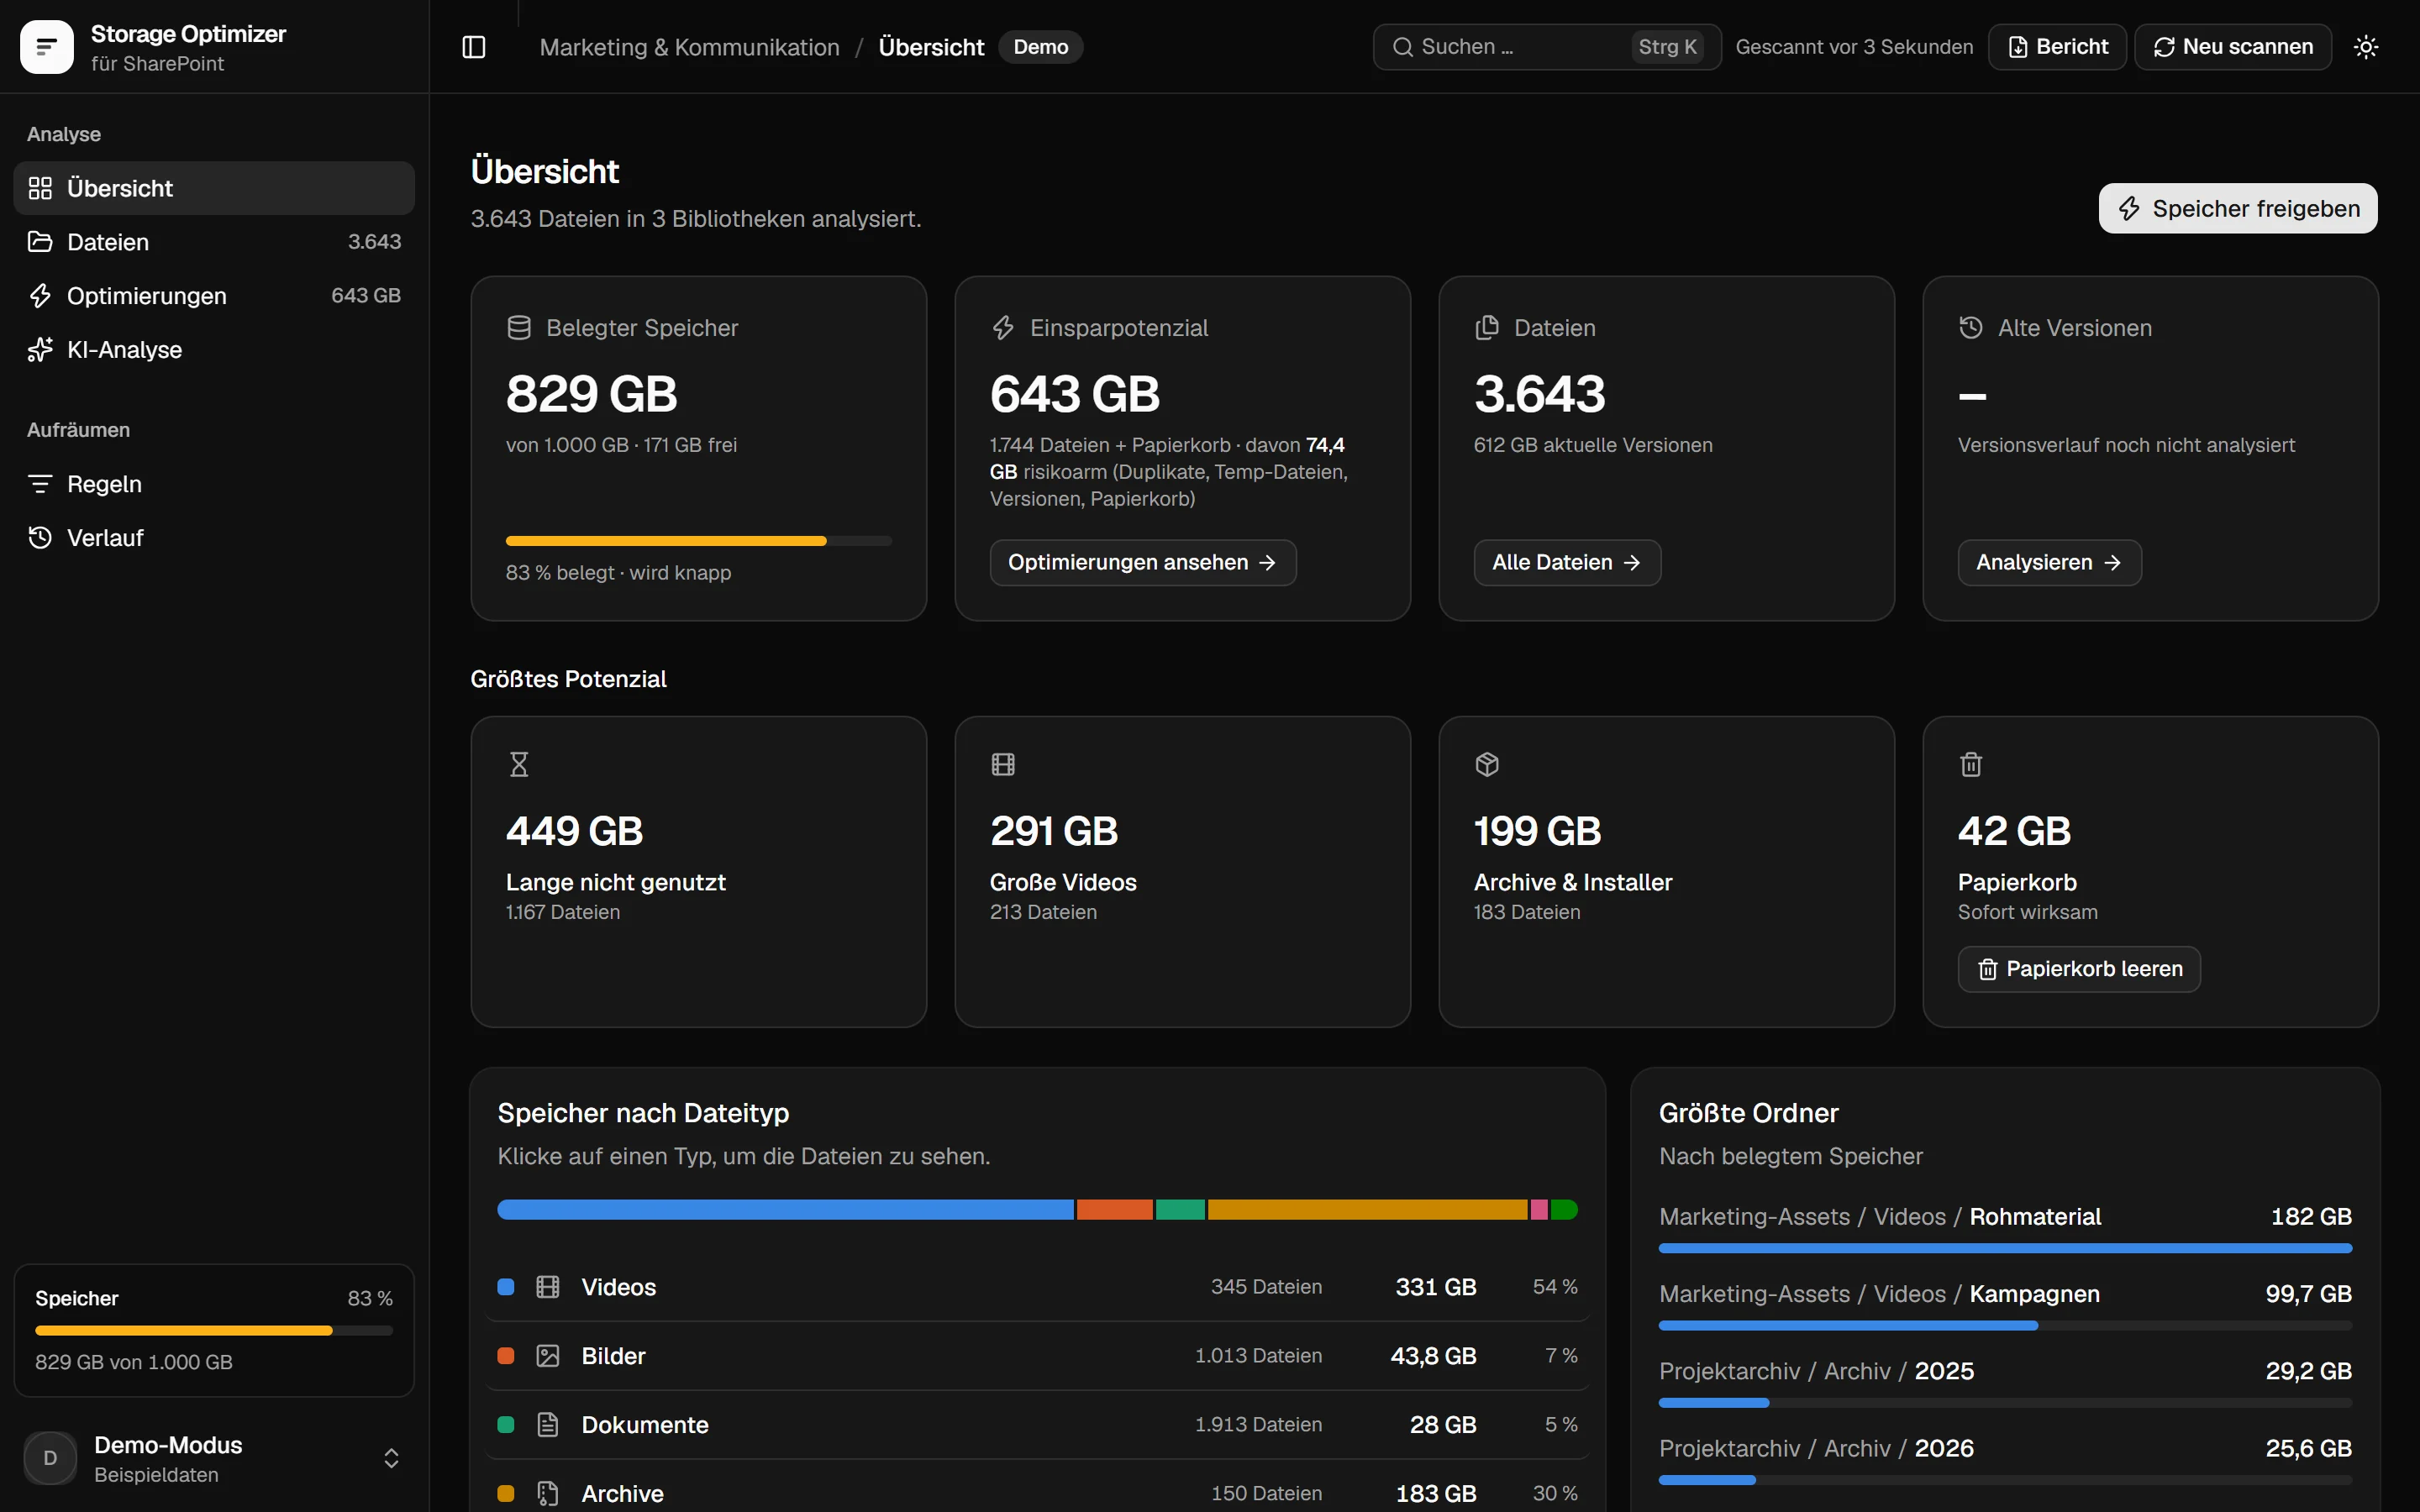 Storage Optimizer
für SharePoint
Analyse
Übersicht
Dateien 3.643
Optimierungen 643 GB
KI-Analyse
Aufräumen
Regeln
Verlauf
Speicher 83 %
829 GB von 1.000 GB
D
Demo-Modus
Beispieldaten
Marketing & Kommunikation / Übersicht Demo
Suchen ... Strg K
Gescannt vor 3 Sekunden
Bericht
Neu scannen
Übersicht
3.643 Dateien in 3 Bibliotheken analysiert.
Speicher freigeben
Belegter Speicher
829 GB
von 1.000 GB · 171 GB frei
83 % belegt · wird knapp
Einsparpotenzial
643 GB
1.744 Dateien + Papierkorb · davon 74,4
GB risikoarm (Duplikate, Temp-Dateien,
Versionen, Papierkorb)
Optimierungen ansehen →
Dateien
3.643
612 GB aktuelle Versionen
Alle Dateien →
Alte Versionen
–
Versionsverlauf noch nicht analysiert
Analysieren →
Größtes Potenzial
449 GB
Lange nicht genutzt
1.167 Dateien
291 GB
Große Videos
213 Dateien
199 GB
Archive & Installer
183 Dateien
42 GB
Papierkorb
Sofort wirksam
Papierkorb leeren
Speicher nach Dateityp
Klicke auf einen Typ, um die Dateien zu sehen.
Videos 345 Dateien 331 GB 54 %
Bilder 1.013 Dateien 43,8 GB 7 %
Dokumente 1.913 Dateien 28 GB 5 %
Archive 150 Dateien 183 GB 30 %
Größte Ordner
Nach belegtem Speicher
Marketing-Assets / Videos / Rohmaterial 182 GB
Marketing-Assets / Videos / Kampagnen 99,7 GB
Projektarchiv / Archiv / 2025 29,2 GB
Projektarchiv / Archiv / 2026 25,6 GB